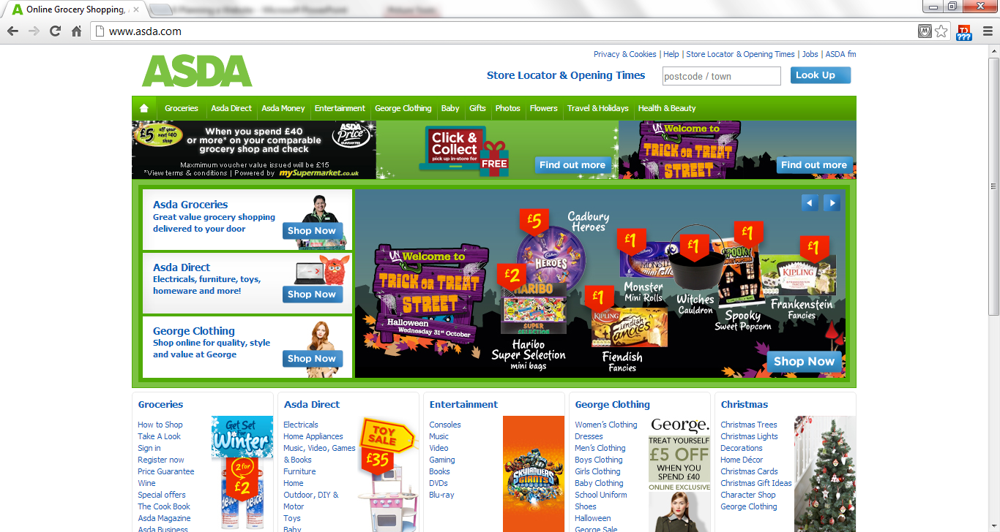 Online Grocery Shopping,
www.asda.com
ASDA
Privacy & Cookies | Help | Store Locator & Opening Times | Jobs | ASDA fm
Store Locator & Opening Times
postcode / town
Look Up
Groceries
Asda Direct
Asda Money
Entertainment
George Clothing
Baby
Gifts
Photos
Flowers
Travel & Holidays
Health & Beauty
£5 off your
next £40
shop
When you spend £40
or more* on your comparable
grocery shop and check
Maxmimum voucher value issued will be £15
*View terms & conditions | Powered by mySupermarket.co.uk
ASDA
Price
GUARANTEE
Click &
Collect
pick up in-store for
FREE
Find out more
UN Welcome to
TRICK OR TREAT
STREET
Find out more
Asda Groceries
Great value grocery shopping
delivered to your door
Shop Now
Asda Direct
Electricals, furniture, toys,
homeware and more!
Shop Now
George Clothing
Shop online for quality, style
and value at George
Shop Now
UN Welcome to
TRICK OR TREAT
STREET
Halloween
Wednesday 31st October
£5
Cadbury
Heroes
HEROES
£2
HARIBO
SUPER
SELECTION
Haribo
Super Selection
mini bags
£1
KIPLING
Fiendish
Fancies
Fiendish
Fancies
£1
Monster
Mini Rolls
£1
Witches
Cauldron
£1
SPOOKY
Spooky
Sweet Popcorn
£1
KIPLING
Frankenstein
Fancies
Shop Now
Groceries
How to Shop
Take A Look
Sign in
Register now
Price Guarantee
Wine
Special offers
The Cook Book
Asda Magazine
Asda Business
Get Set
For
Winter
2 for
£2
Asda Direct
Electricals
Home Appliances
Music, Video, Games
& Books
Furniture
Home
Outdoor, DIY &
Motor
Toys
Baby
TOY
SALE
£35
Entertainment
Consoles
Music
Video
Gaming
Books
DVDs
Blu-ray
SKYLANDERS
GIANTS
George Clothing
Women's Clothing
Dresses
Men's Clothing
Boys Clothing
Girls Clothing
Baby Clothing
School Uniform
Shoes
Halloween
George Sale
George.
TREAT YOURSELF
£5 OFF
WHEN YOU
SPEND £40
ONLINE EXCLUSIVE
Christmas
Christmas Trees
Christmas Lights
Decorations
Home Décor
Christmas Cards
Christmas Gift Ideas
Character Shop
George Clothing